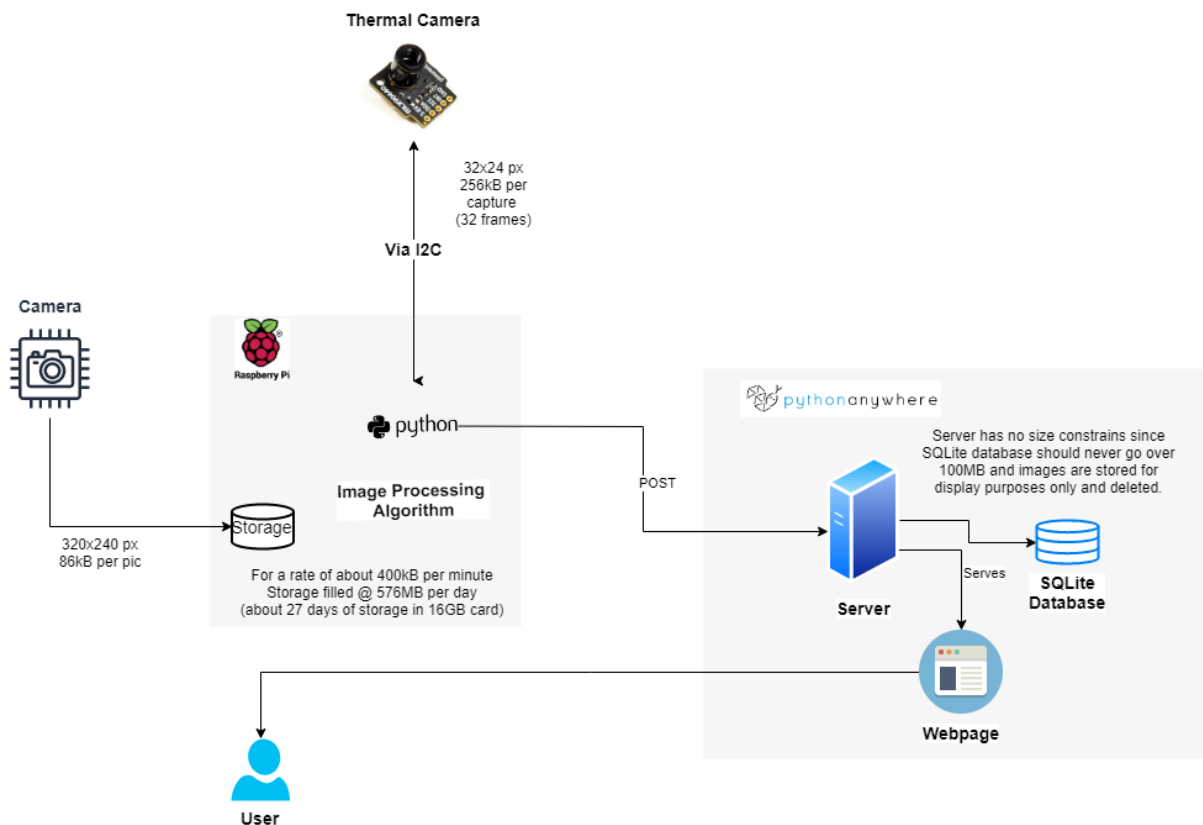 Thermal Camera
32x24 px
256kB per
capture
(32 frames)
Via I2C
Camera
320x240 px
86kB per pic
Raspberry Pi
python
Image Processing
Algorithm
Storage
For a rate of about 400kB per minute
Storage filled @ 576MB per day
(about 27 days of storage in 16GB card)
POST
pythonanywhere
Server has no size constrains since
SQLite database should never go over
100MB and images are stored for
display purposes only and deleted.
Server
Serves
SQLite
Database
Webpage
User